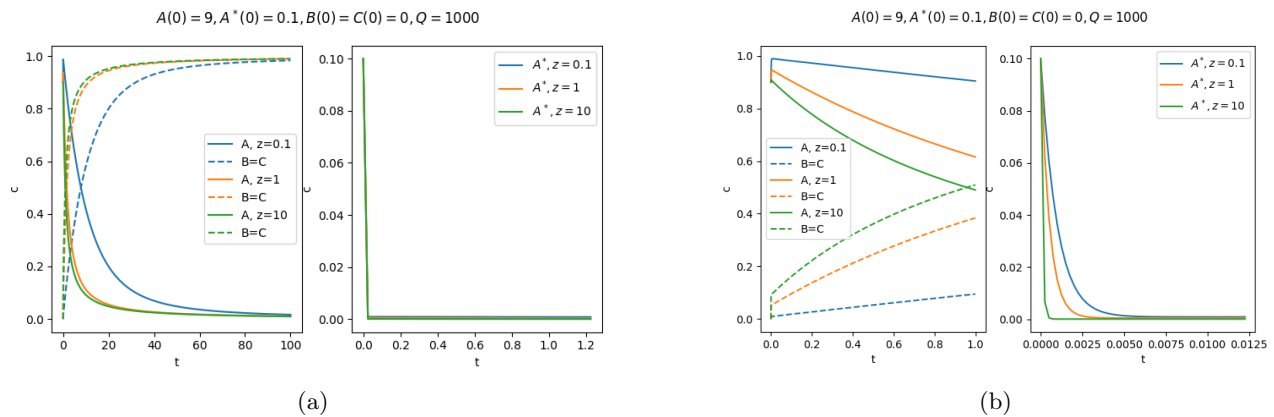 A(0) = 9, A*(0) = 0.1, B(0) = C(0) = 0, Q = 1000
1.0
0.8
0.6
0.4
0.2
0.0
c
0 20 40 60 80 100
t
A, z=0.1
B=C
A, z=1
B=C
A, z=10
B=C
0.10
0.08
0.06
0.04
0.02
0.00
c
0.0 0.2 0.4 0.6 0.8 1.0 1.2
t
A*, z = 0.1
A*, z = 1
A*, z = 10
(a)
A(0) = 9, A*(0) = 0.1, B(0) = C(0) = 0, Q = 1000
1.0
0.8
0.6
0.4
0.2
0.0
c
0.0 0.2 0.4 0.6 0.8 1.0
t
A, z=0.1
B=C
A, z=1
B=C
A, z=10
B=C
0.10
0.08
0.06
0.04
0.02
0.00
c
0.0000 0.0025 0.0050 0.0075 0.0100 0.0125
t
A*, z = 0.1
A*, z = 1
A*, z = 10
(b)